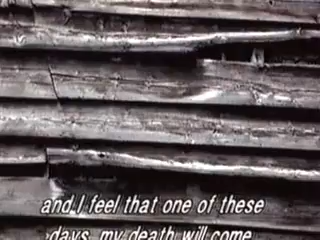 and I feel that one of these
days, my death will come